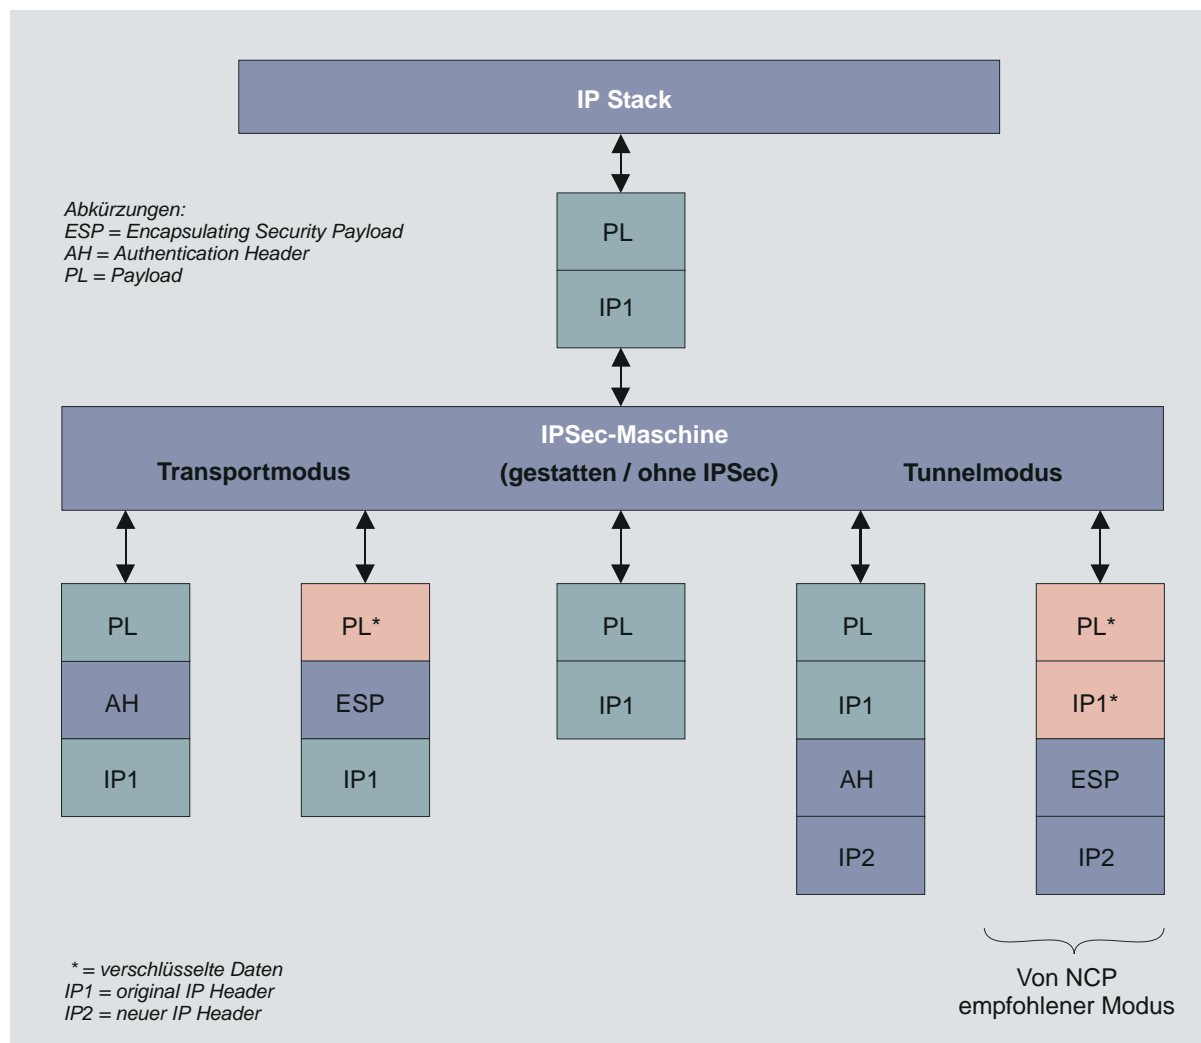 IP Stack
Abkürzungen:
ESP = Encapsulating Security Payload
AH = Authentication Header
PL = Payload
PL
IP1
IPSec-Maschine
Transportmodus
(gestatten / ohne IPSec)
Tunnelmodus
PL
AH
IP1
PL*
ESP
IP1
PL
IP1
PL
IP1
AH
IP2
PL*
IP1*
ESP
IP2
* = verschlüsselte Daten
IP1 = original IP Header
IP2 = neuer IP Header
Von NCP
empfohlener Modus